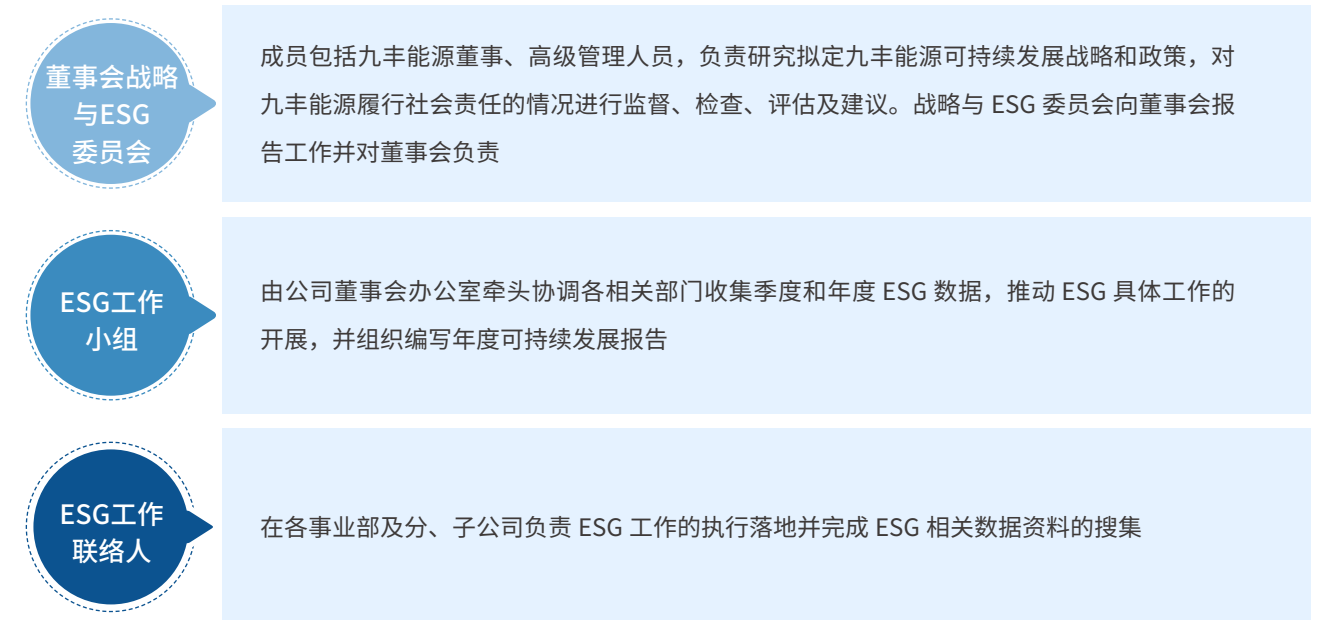 董事会战略
与ESG
委员会
成员包括九丰能源董事、高级管理人员，负责研究拟定九丰能源可持续发展战略和政策，对
九丰能源履行社会责任的情况进行监督、检查、评估及建议。战略与 ESG 委员会向董事会报
告工作并对董事会负责
ESG工作
小组
由公司董事会办公室牵头协调各相关部门收集季度和年度 ESG 数据，推动 ESG 具体工作的
开展，并组织编写年度可持续发展报告
ESG工作
联络人
在各事业部及分、子公司负责 ESG 工作的执行落地并完成 ESG 相关数据资料的搜集